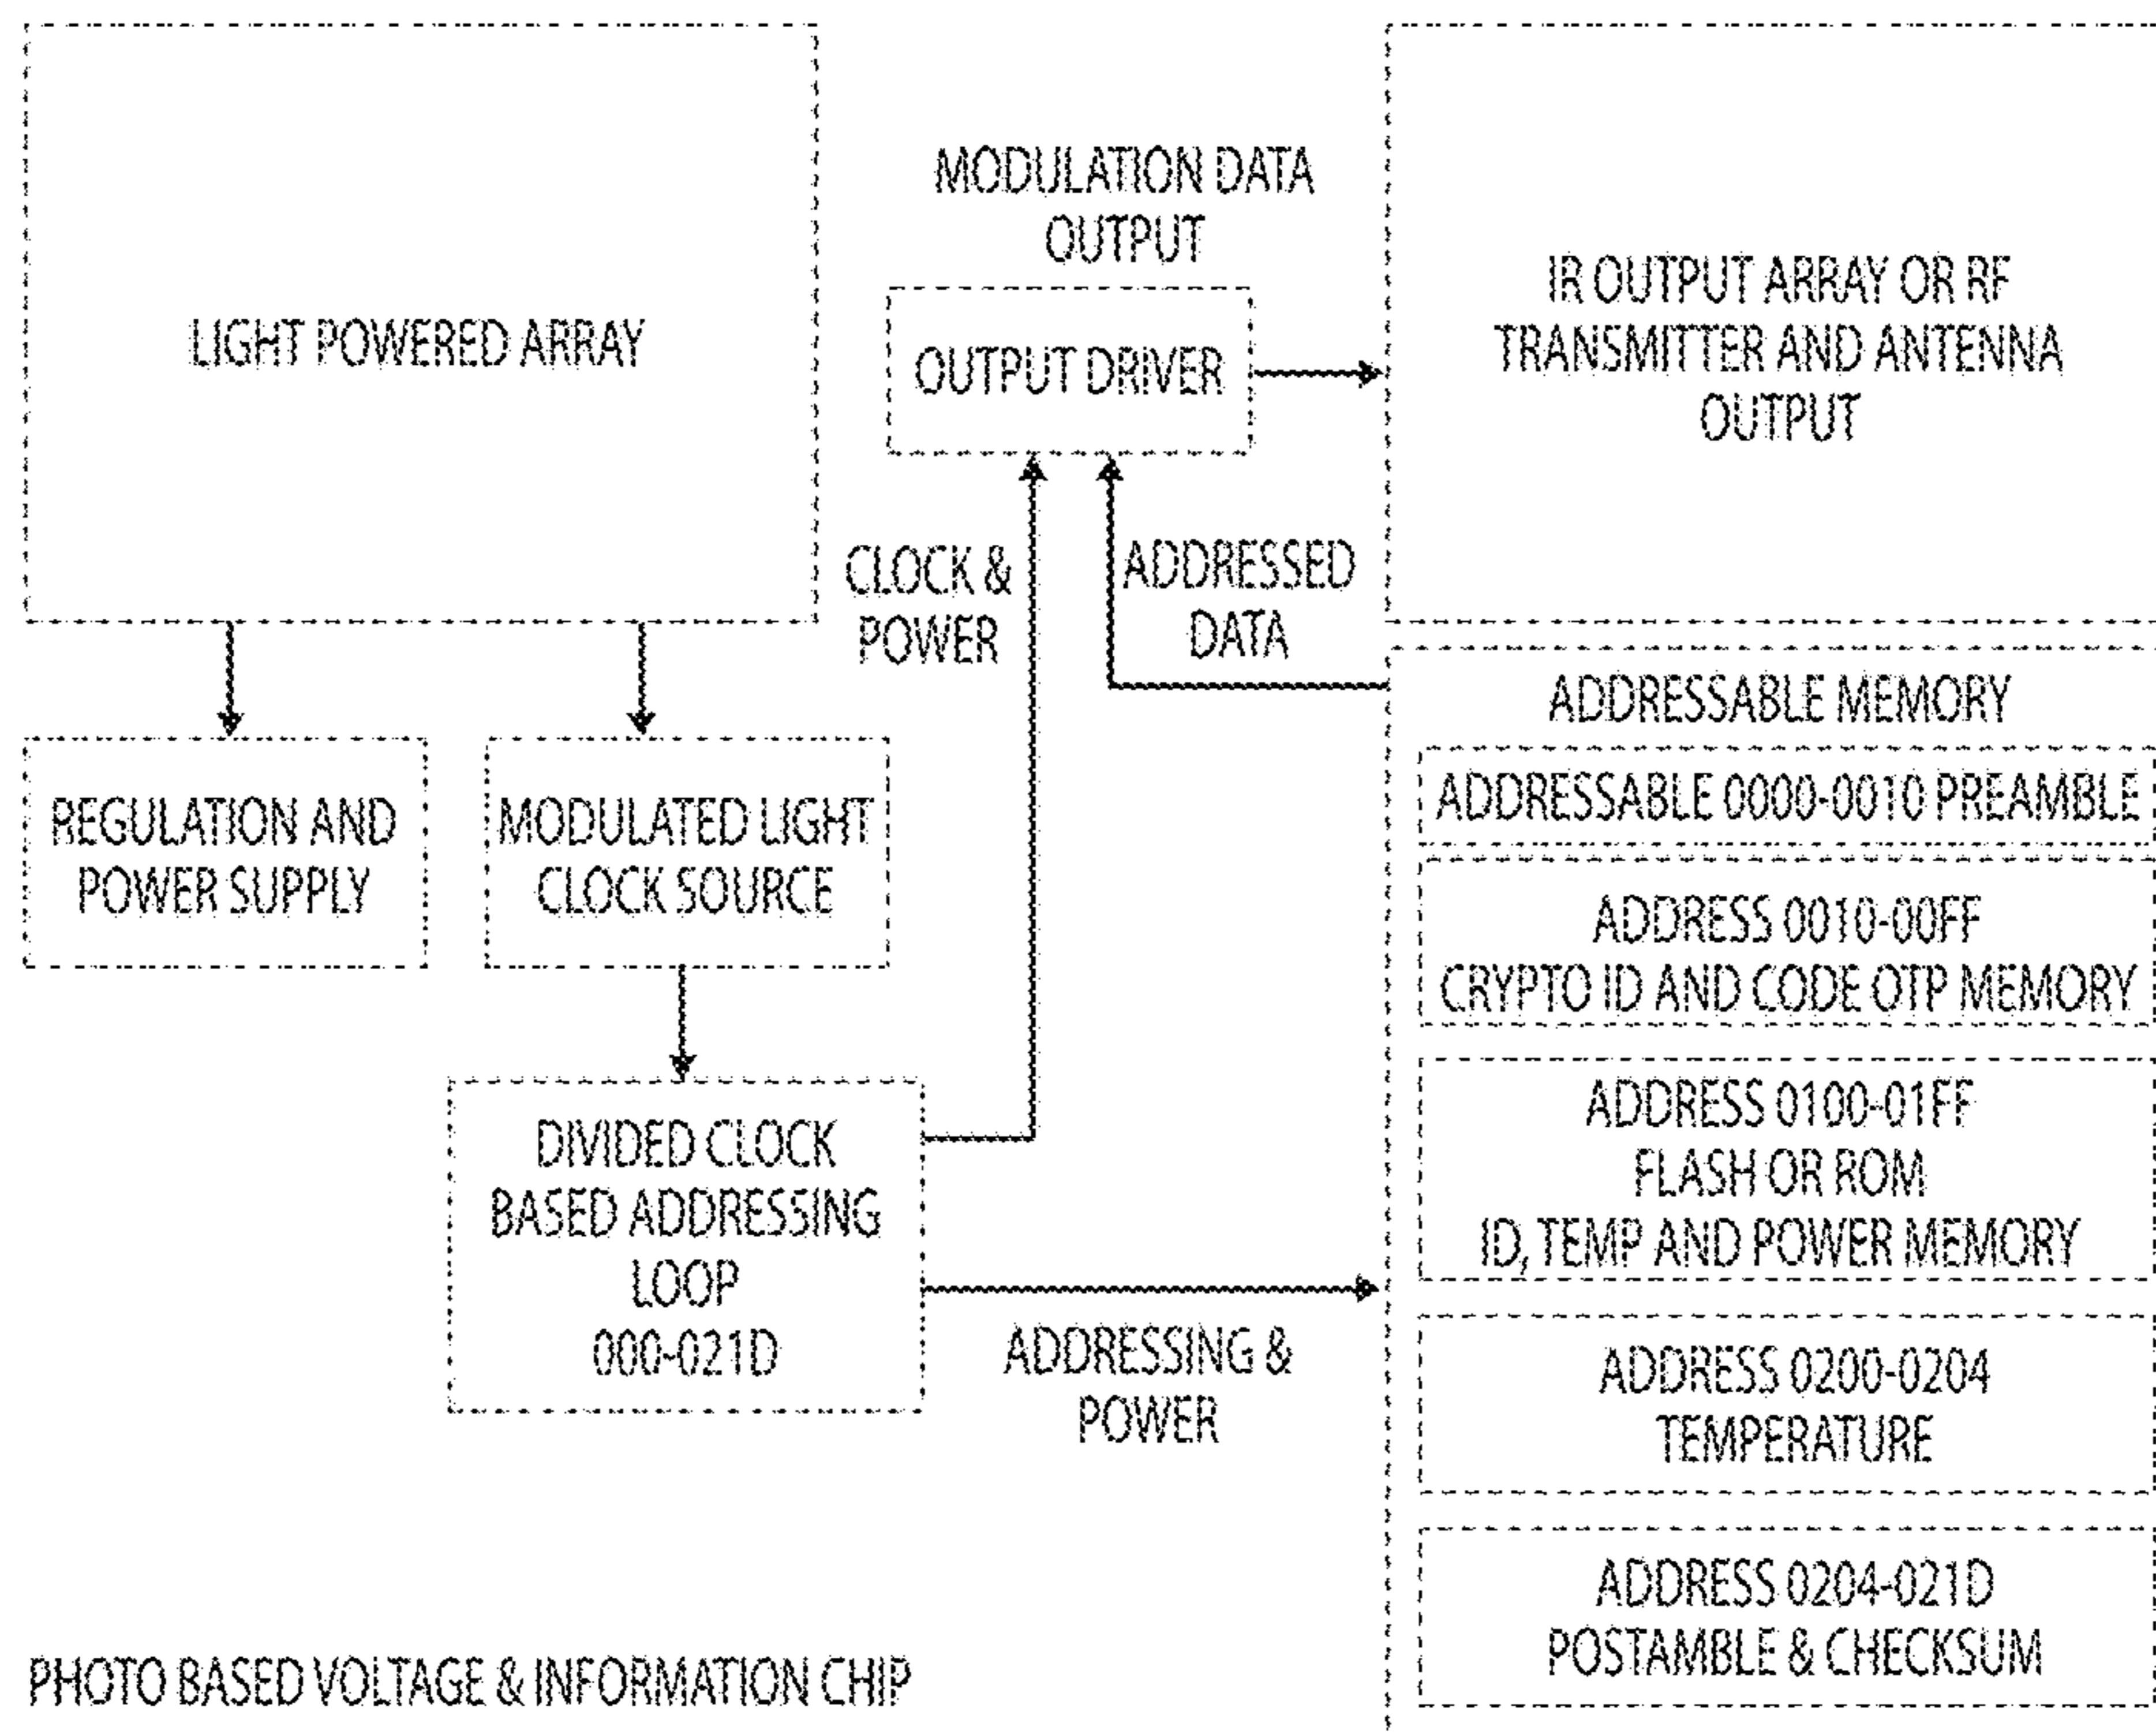 LIGHT POWERED ARRAY
MODULATION DATA
OUTPUT
OUTPUT DRIVER
IR OUTPUT ARRAY OR RF
TRANSMITTER AND ANTENNA
OUTPUT
CLOCK &
POWER
ADDRESSED
DATA
REGULATION AND
POWER SUPPLY
MODULATED LIGHT
CLOCK SOURCE
DIVIDED CLOCK
BASED ADDRESSING
LOOP
000-021D
ADDRESSING &
POWER
ADDRESSABLE MEMORY
ADDRESSABLE 0000-0010 PREAMBLE
ADDRESS 0010-00FF
CRYPTO ID AND CODE OTP MEMORY
ADDRESS 0100-01FF
FLASH OR ROM
ID, TEMP AND POWER MEMORY
ADDRESS 0200-0204
TEMPERATURE
ADDRESS 0204-021D
POSTAMBLE & CHECKSUM
PHOTO BASED VOLTAGE & INFORMATION CHIP